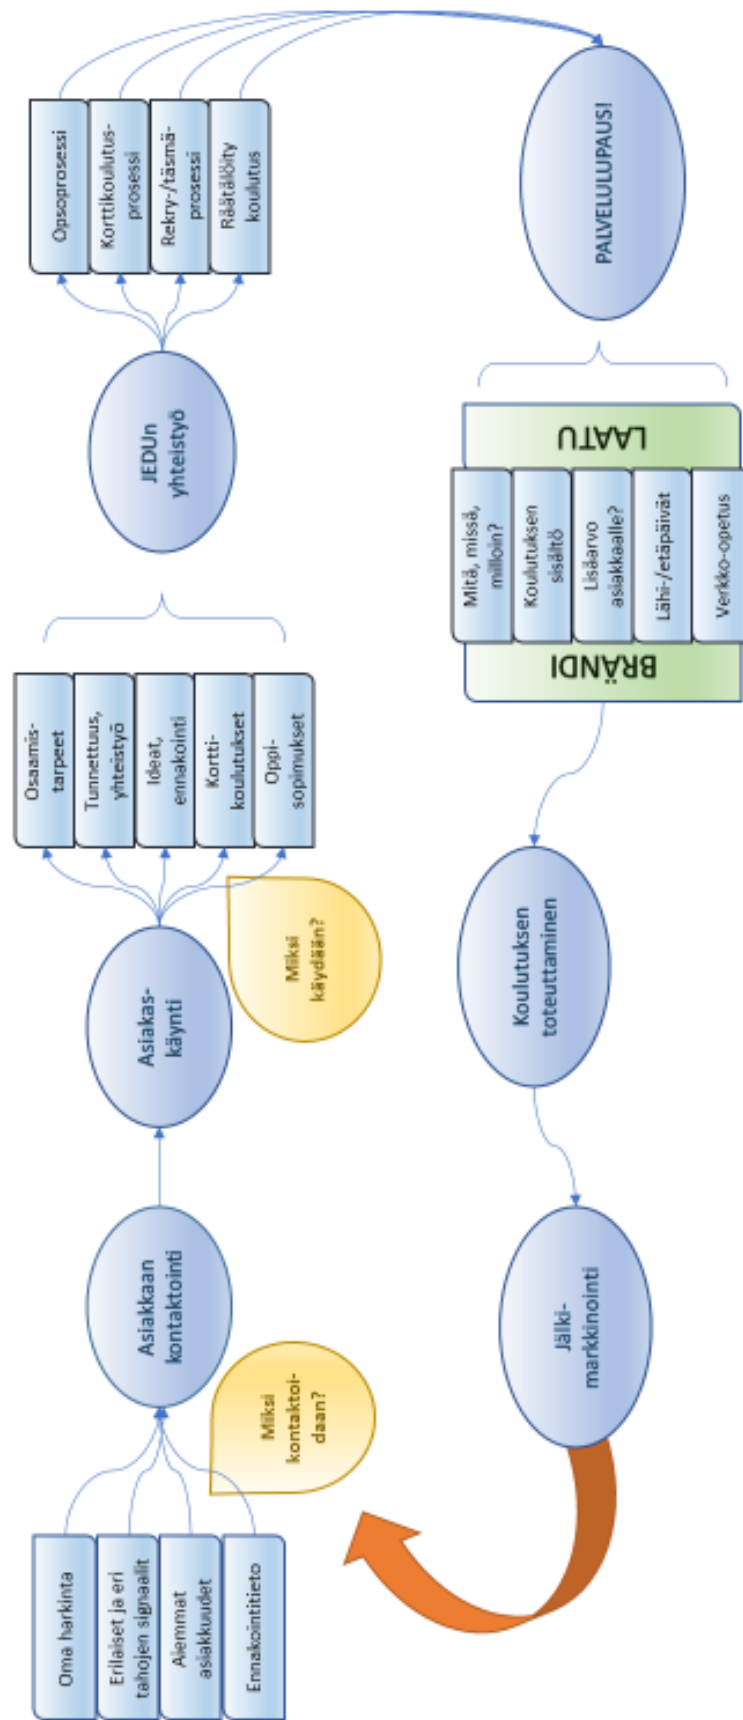 Oma harkinta
Erilaiset ja eri
tahojen signaalit
Aiemmat
asiakkuudet
Ennakointitieto
Miksi
kontaktoi-
daan?
Asiakkaan
kontaktointi
Asiakas-
käynti
Miksi
käydään?
Osaamis-
tarpeet
Tunnettuus,
yhteistyö
Ideat,
ennakointi
Kortti-
koulutukset
Oppi-
sopimukset
JEDUn
yhteistyö
Opsoprosessi
Korttikoulutus-
prosessi
Rekry-/täsmä-
prosessi
Räätälöity
koulutus
PALVELULUPAUS!
LAATU
Mitä, missä,
milloin?
Koulutuksen
sisältö
Lisäarvo
asiakkaalle?
Lähi-/etäpäivät
Verkko-opetus
BRÄNDI
Koulutuksen
toteuttaminen
Jälki-
markkinointi